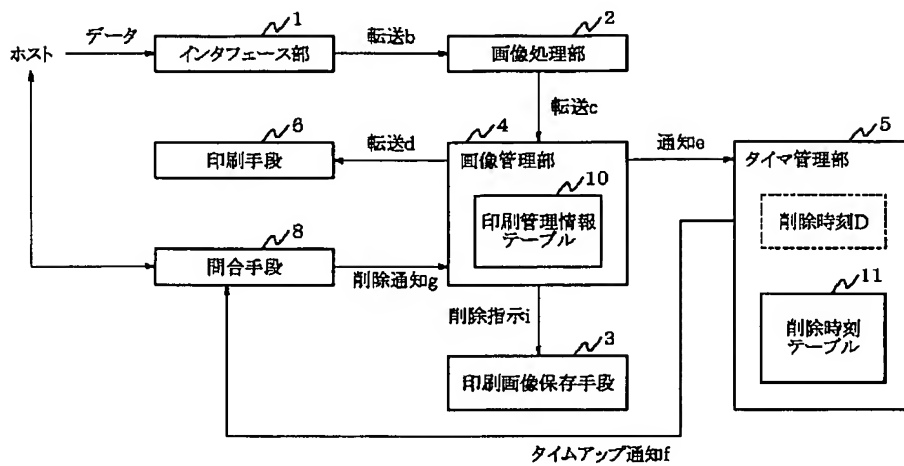 データ
1
転送b
2
ホスト
インタフェース部
画像処理部
転送c
6
転送d
4
5
印刷手段
画像管理部
通知e
タイマ管理部
10
印刷管理情報
テーブル
削除時刻D
8
問合手段
削除通知g
11
削除時刻
テーブル
削除指示i
3
印刷画像保存手段
タイムアップ通知f